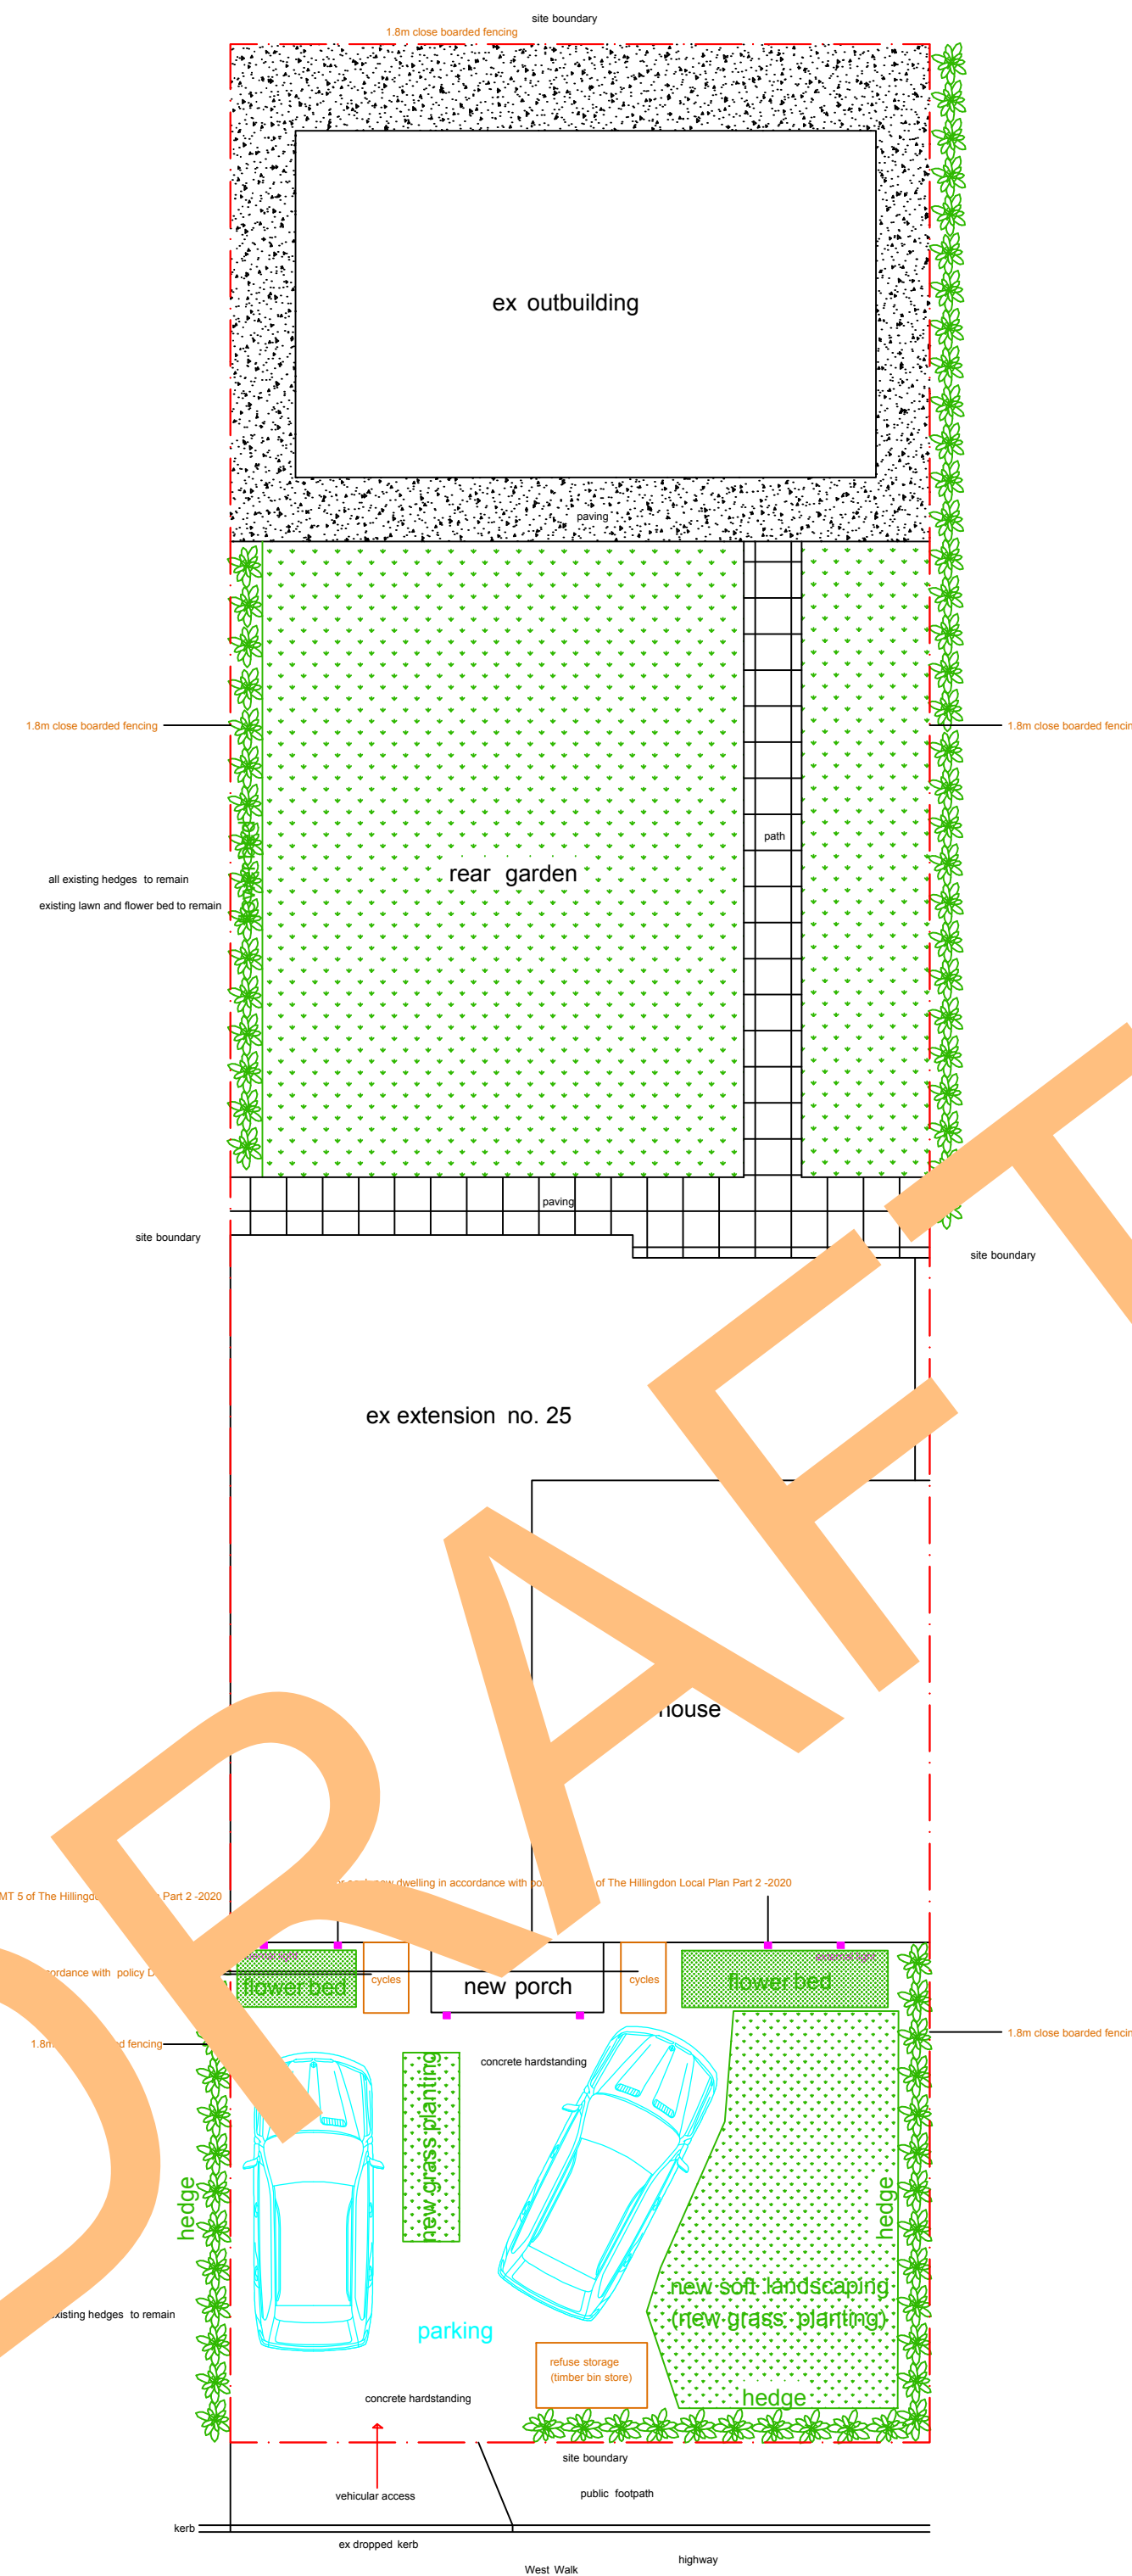 site boundary
1.8m close boarded fencing
ex outbuilding
paving
1.8m close boarded fencing
1.8m close boarded
path
rear garden
all existing hedges to remain
existing lawn and flower bed to remain
paving
site boundary
site boundary
ex extension no. 25
house
MT 5 of The
Part 2 -2020
new dwelling in accordance with
of The Hillingdon Local Plan Part 2 -2020
light
external light
cycles
cycles
with policy
flower bed
new porch
flower bed
1.8m
fencing
1.8m close boarded
concrete hardstanding
new grass planting
hedge
hedge
new soft landscaping
(new grass planting)
existing hedges to remain
parking
refuse storage
(timber bin store)
concrete hardstanding
hedge
site boundary
vehicular access
public footpath
kerb
ex dropped kerb
highway
West Walk
DRAFT